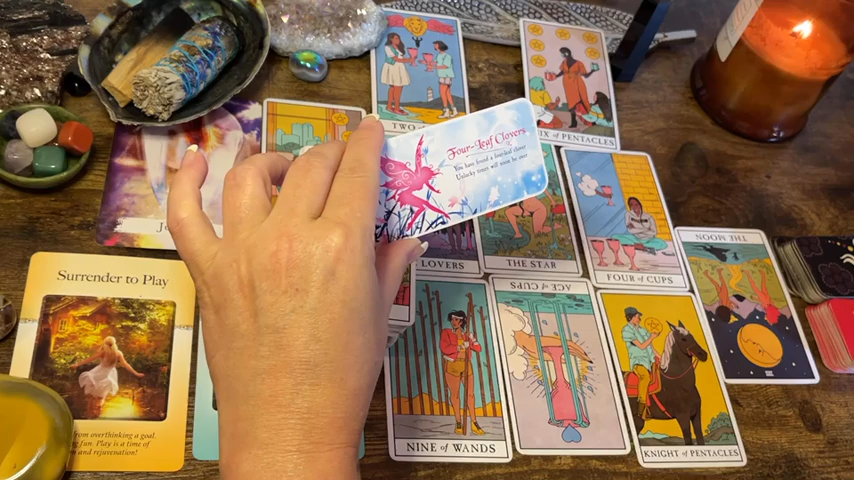 TWO
SIX of PENTACLES
Four-Leaf Clovers
You have found a four-leaf clover
Unlucky times will soon be over
LOVERS
THE STAR
FOUR of CUPS
THE MOON
Surrender to Play
from overthinking a goal.
Play is a time of
and rejuvenation!
NINE of WANDS
ACE of CUPS
KNIGHT of PENTACLES